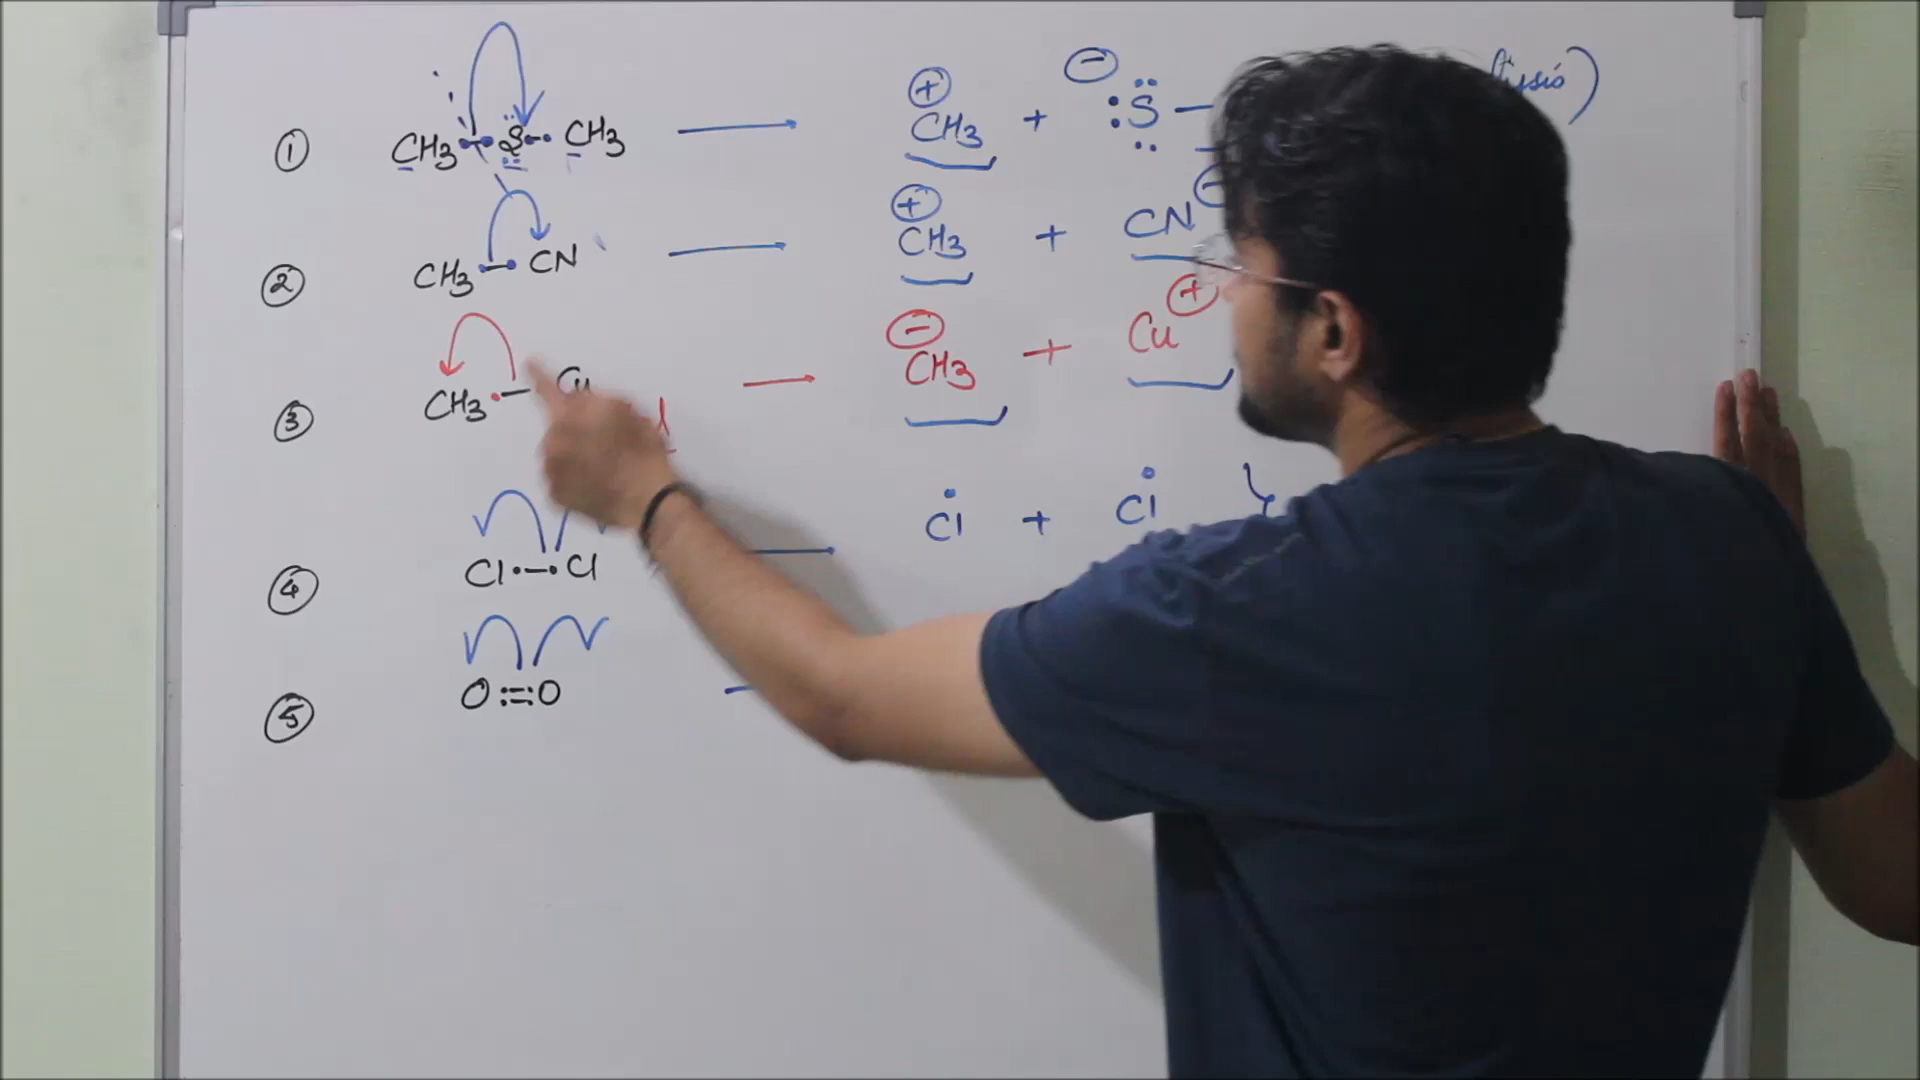 ① CH3–S̈–CH3 ⟶ ⊕CH3 + ⊖:S̈–
② CH3–CN ⟶ ⊕CH3 + CN⊖
③ CH3–Cu ⟶ ⊖CH3 + Cu⊕
④ Cl·–·Cl ⟶ Cl• + Cl•
⑤ O:=:O